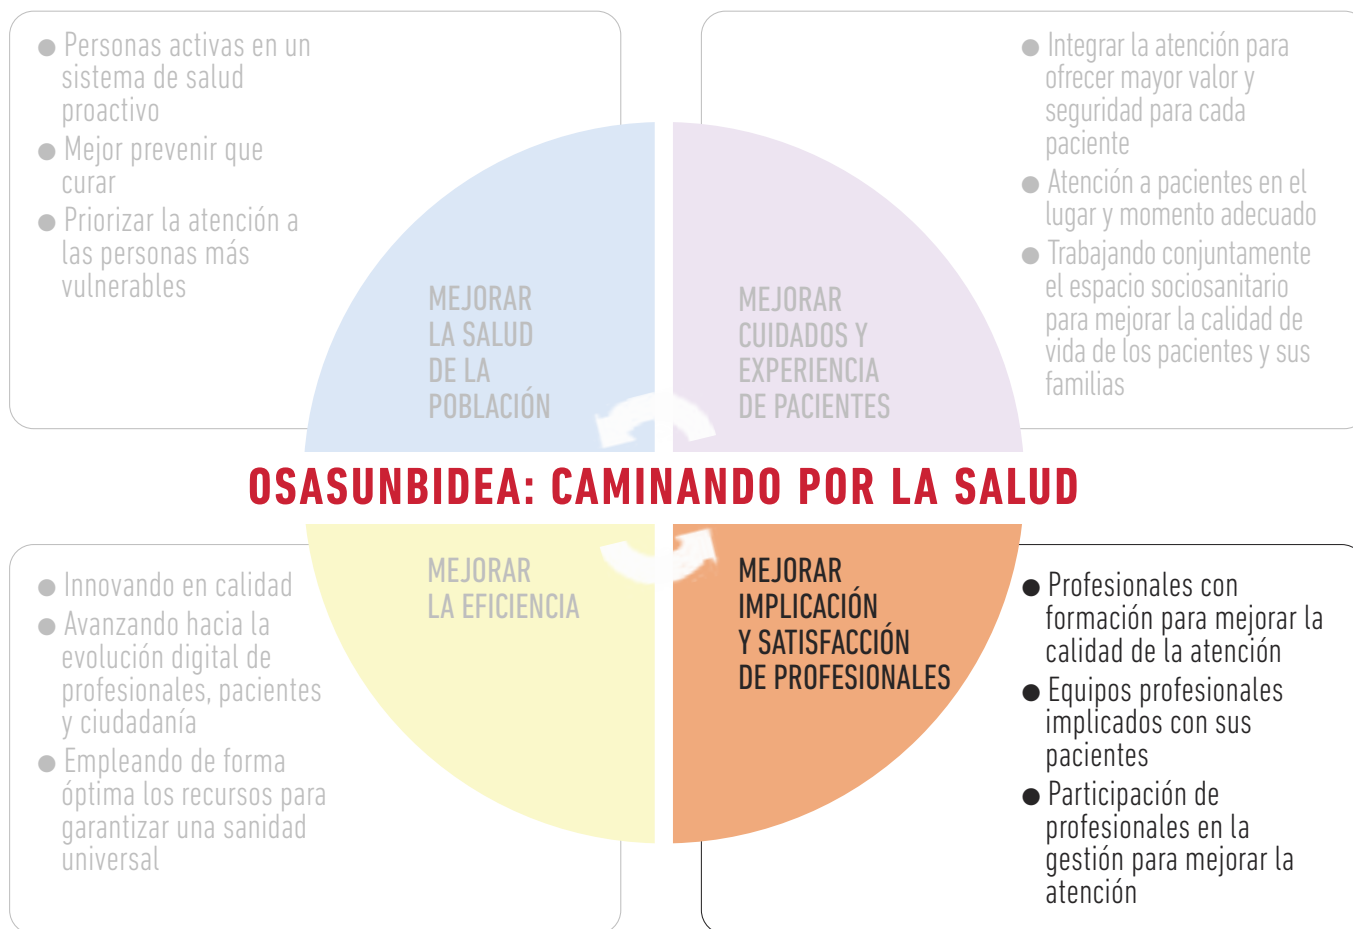 ● Personas activas en un
sistema de salud
proactivo
● Mejor prevenir que
curar
● Priorizar la atención a
las personas más
vulnerables
MEJORAR
LA SALUD
DE LA
POBLACIÓN
MEJORAR
CUIDADOS Y
EXPERIENCIA
DE PACIENTES
● Integrar la atención para
ofrecer mayor valor y
seguridad para cada
paciente
● Atención a pacientes en el
lugar y momento adecuado
● Trabajando conjuntamente
el espacio sociosanitario
para mejorar la calidad de
vida de los pacientes y sus
familias
OSASUNBIDEA: CAMINANDO POR LA SALUD
● Innovando en calidad
● Avanzando hacia la
evolución digital de
profesionales, pacientes
y ciudadanía
● Empleando de forma
óptima los recursos para
garantizar una sanidad
universal
MEJORAR
LA EFICIENCIA
MEJORAR
IMPLICACIÓN
Y SATISFACCIÓN
DE PROFESIONALES
● Profesionales con
formación para mejorar la
calidad de la atención
● Equipos profesionales
implicados con sus
pacientes
● Participación de
profesionales en la
gestión para mejorar la
atención